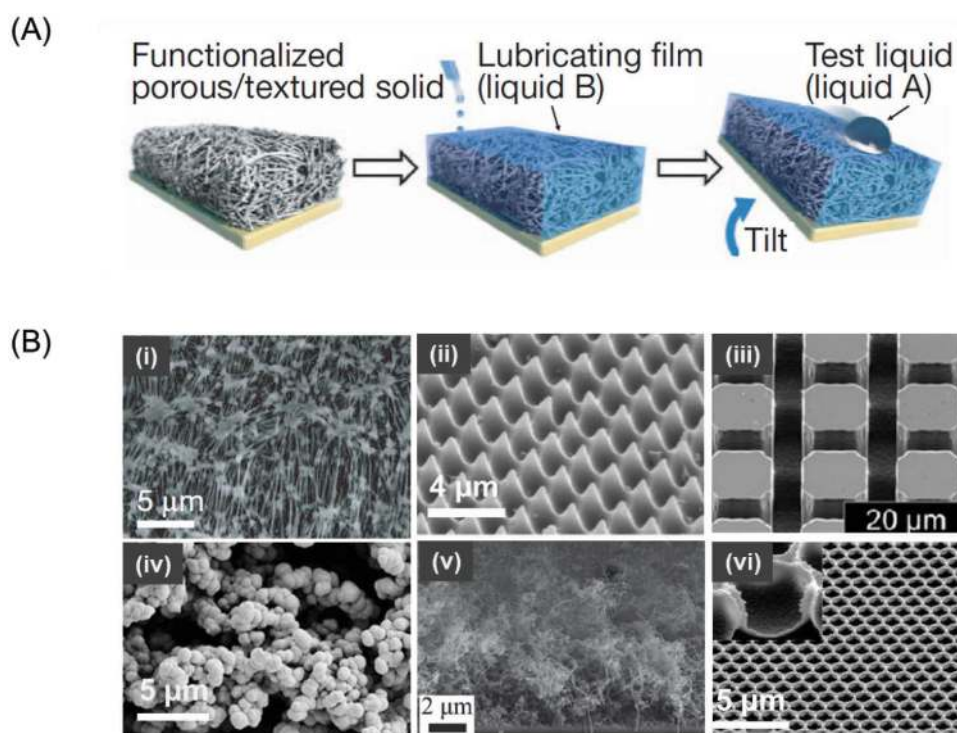 (A)
Functionalized
porous/textured solid
Lubricating film
(liquid B)
Test liquid
(liquid A)
Tilt
(B)
(i)
5 μm
(ii)
4 μm
(iii)
20 μm
(iv)
5 μm
(v)
2 μm
(vi)
5 μm